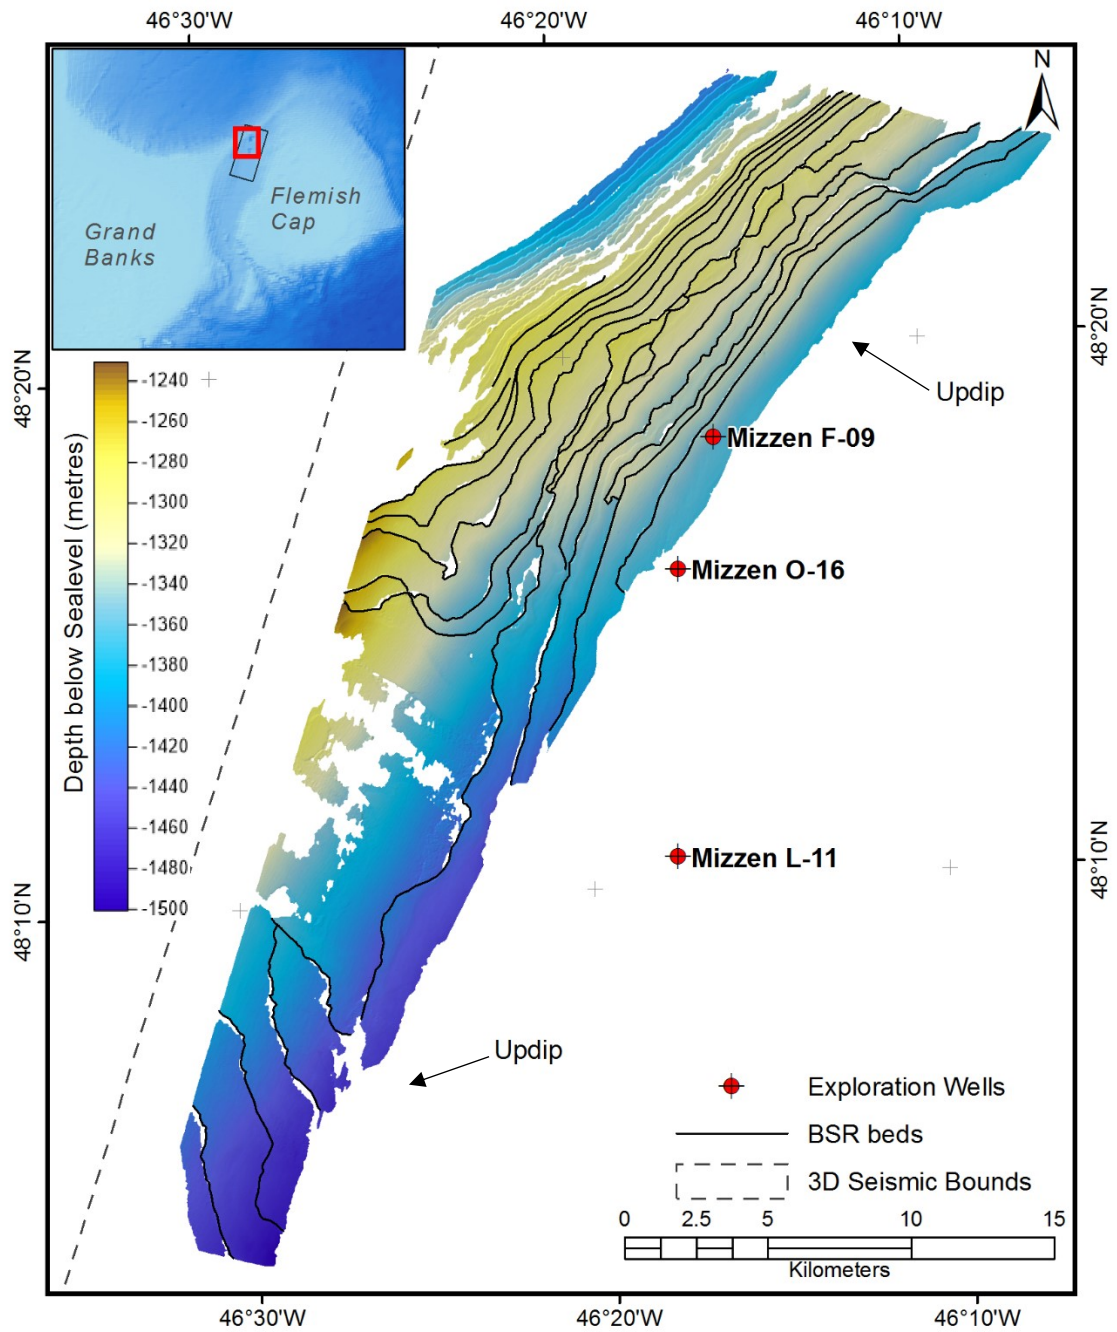 46°30'W
46°20'W
46°10'W
N
Grand
Banks
Flemish
Cap
48°20'N
48°20'N
Depth below Sealevel (metres)
-1240
-1260
-1280
-1300
-1320
-1340
-1360
-1380
-1400
-1420
-1440
-1460
-1480
-1500
Updip
Mizzen F-09
Mizzen O-16
Mizzen L-11
48°10'N
48°10'N
Updip
Exploration Wells
BSR beds
3D Seismic Bounds
0
2.5
5
10
15
Kilometers
46°30'W
46°20'W
46°10'W